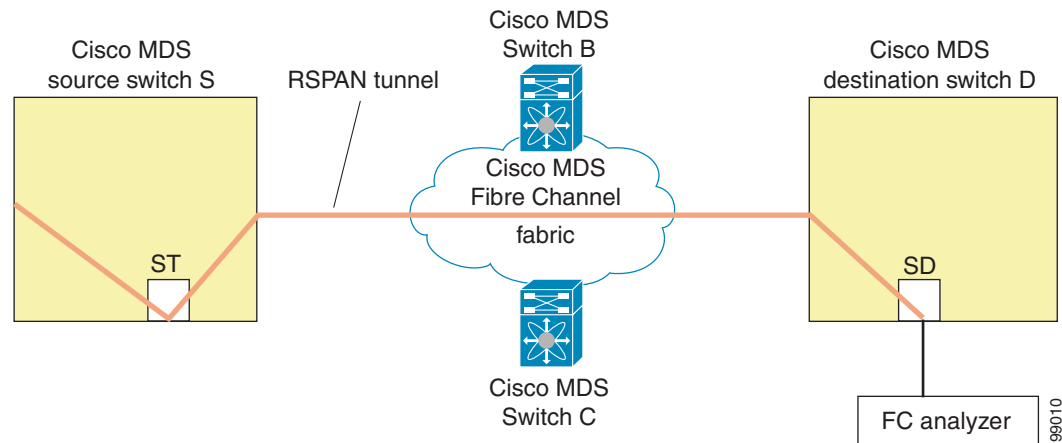 Cisco MDS
source switch S
RSPAN tunnel
Cisco MDS
Switch B
Cisco MDS
destination switch D
Cisco MDS
Fibre Channel
fabric
ST
SD
Cisco MDS
Switch C
FC analyzer
99010